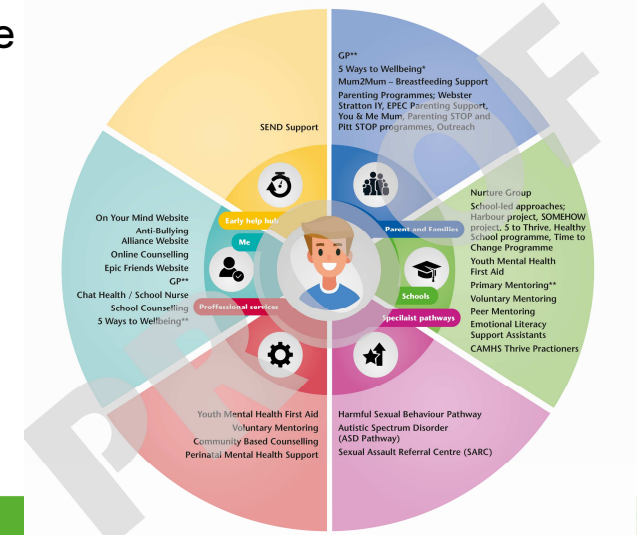 e
GP**
5 Ways to Wellbeing*
Mum2Mum – Breastfeeding Support
Parenting Programmes; Webster
Stratton IY, EPEC Parenting Support,
You & Me Mum, Parenting STOP and
Pitt STOP programmes, Outreach
SEND Support
Nurture Group
School-led approaches;
Harbour project, SOMEHOW
project, 5 to Thrive, Healthy
School programme, Time to
Change Programme
Youth Mental Health
First Aid
Primary Mentoring**
Voluntary Mentoring
Peer Mentoring
Emotional Literacy
Support Assistants
CAMHS Thrive Practioners
On Your Mind Website
Anti-Bullying
Alliance Website
Online Counselling
Epic Friends Website
GP**
Chat Health / School Nurse
School Counselling
5 Ways to Wellbeing**
Early help hub
Me
Proffessional services
Parent and Families
Schools
Specilaist pathways
Youth Mental Health First Aid
Voluntary Mentoring
Community Based Counselling
Perinatal Mental Health Support
Harmful Sexual Behaviour Pathway
Autistic Spectrum Disorder
(ASD Pathway)
Sexual Assault Referral Centre (SARC)